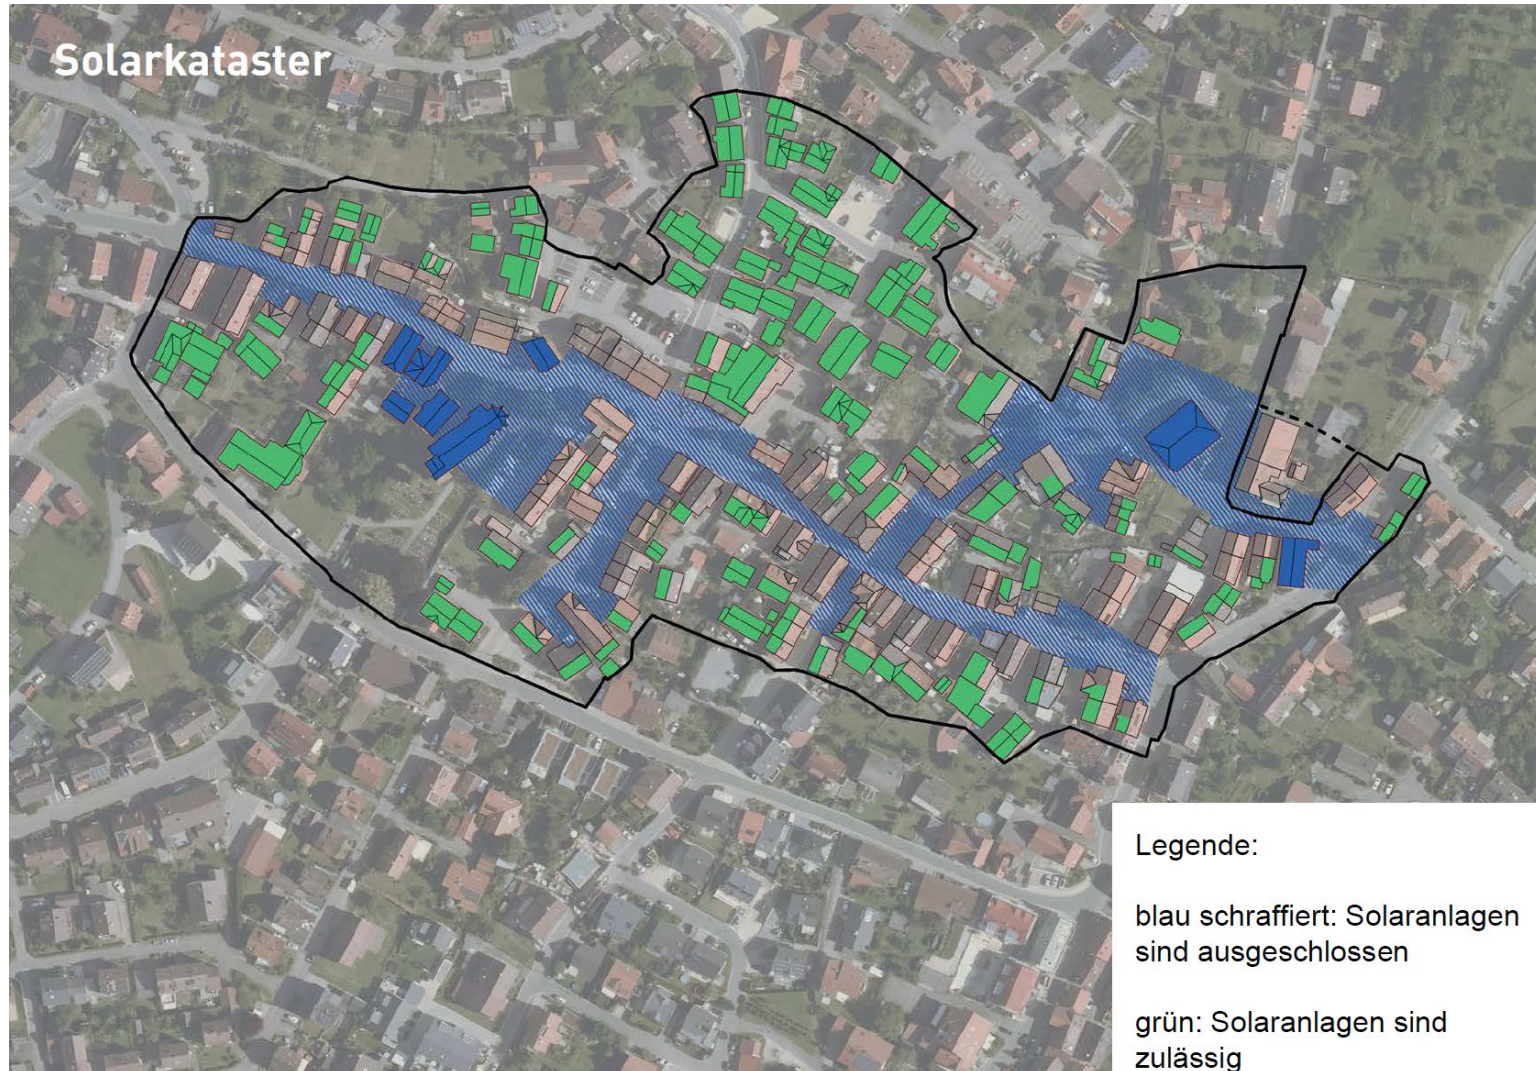 Solarkataster
Legende:
blau schraffiert: Solaranlagen
sind ausgeschlossen
grün: Solaranlagen sind
zulässig